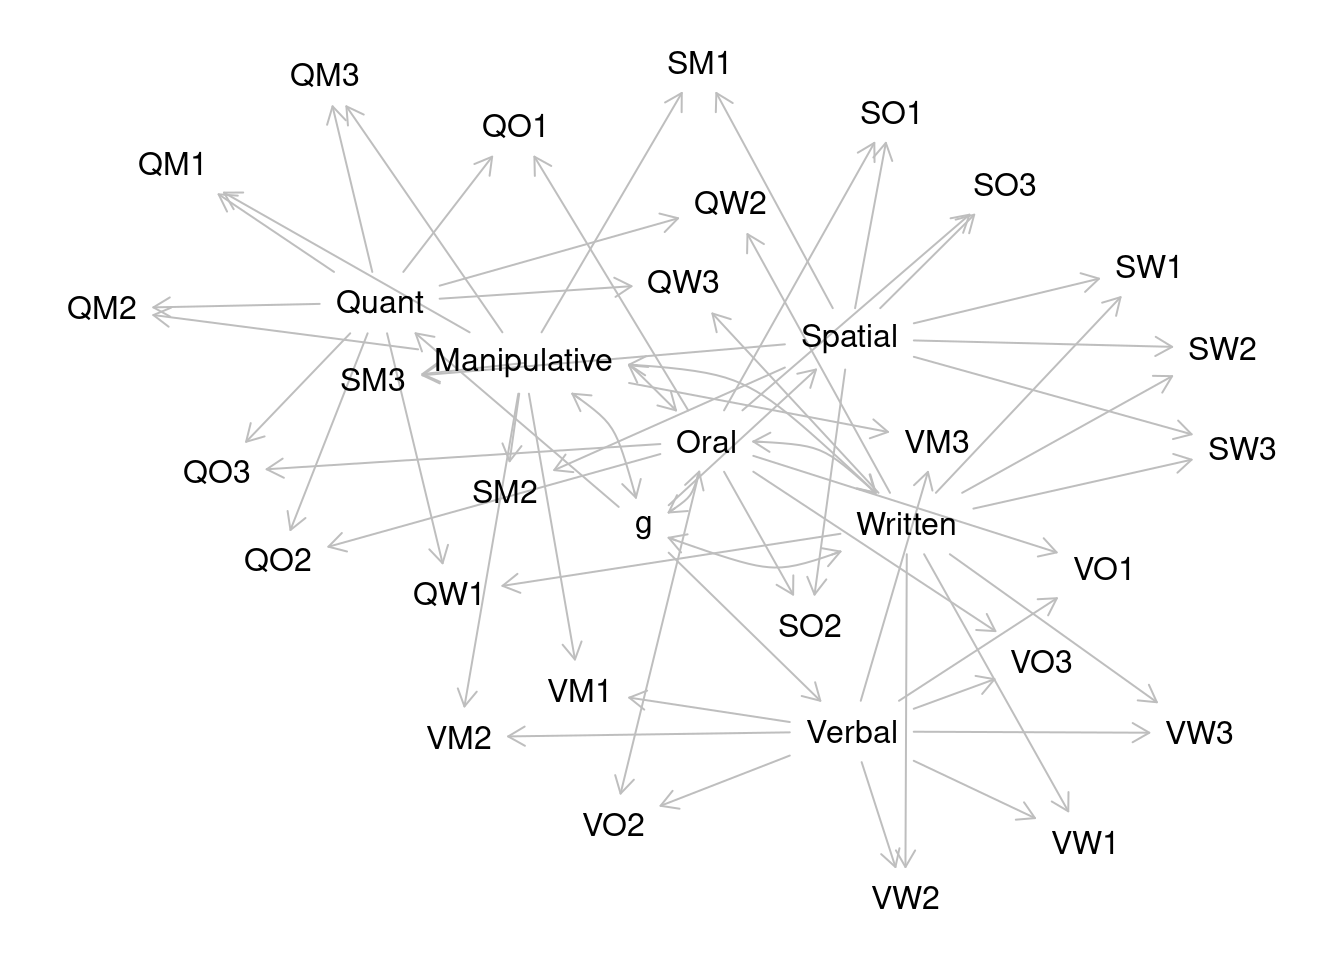 SM1
QM3
SO1
QO1
QM1
SO3
QW2
SW1
QW3
Quant
QM2
Spatial
SW2
Manipulative
SM3
Oral
VM3
SW3
QO3
SM2
g
Written
QO2
VO1
QW1
SO2
VO3
VM1
Verbal
VW3
VM2
VO2
VW1
VW2